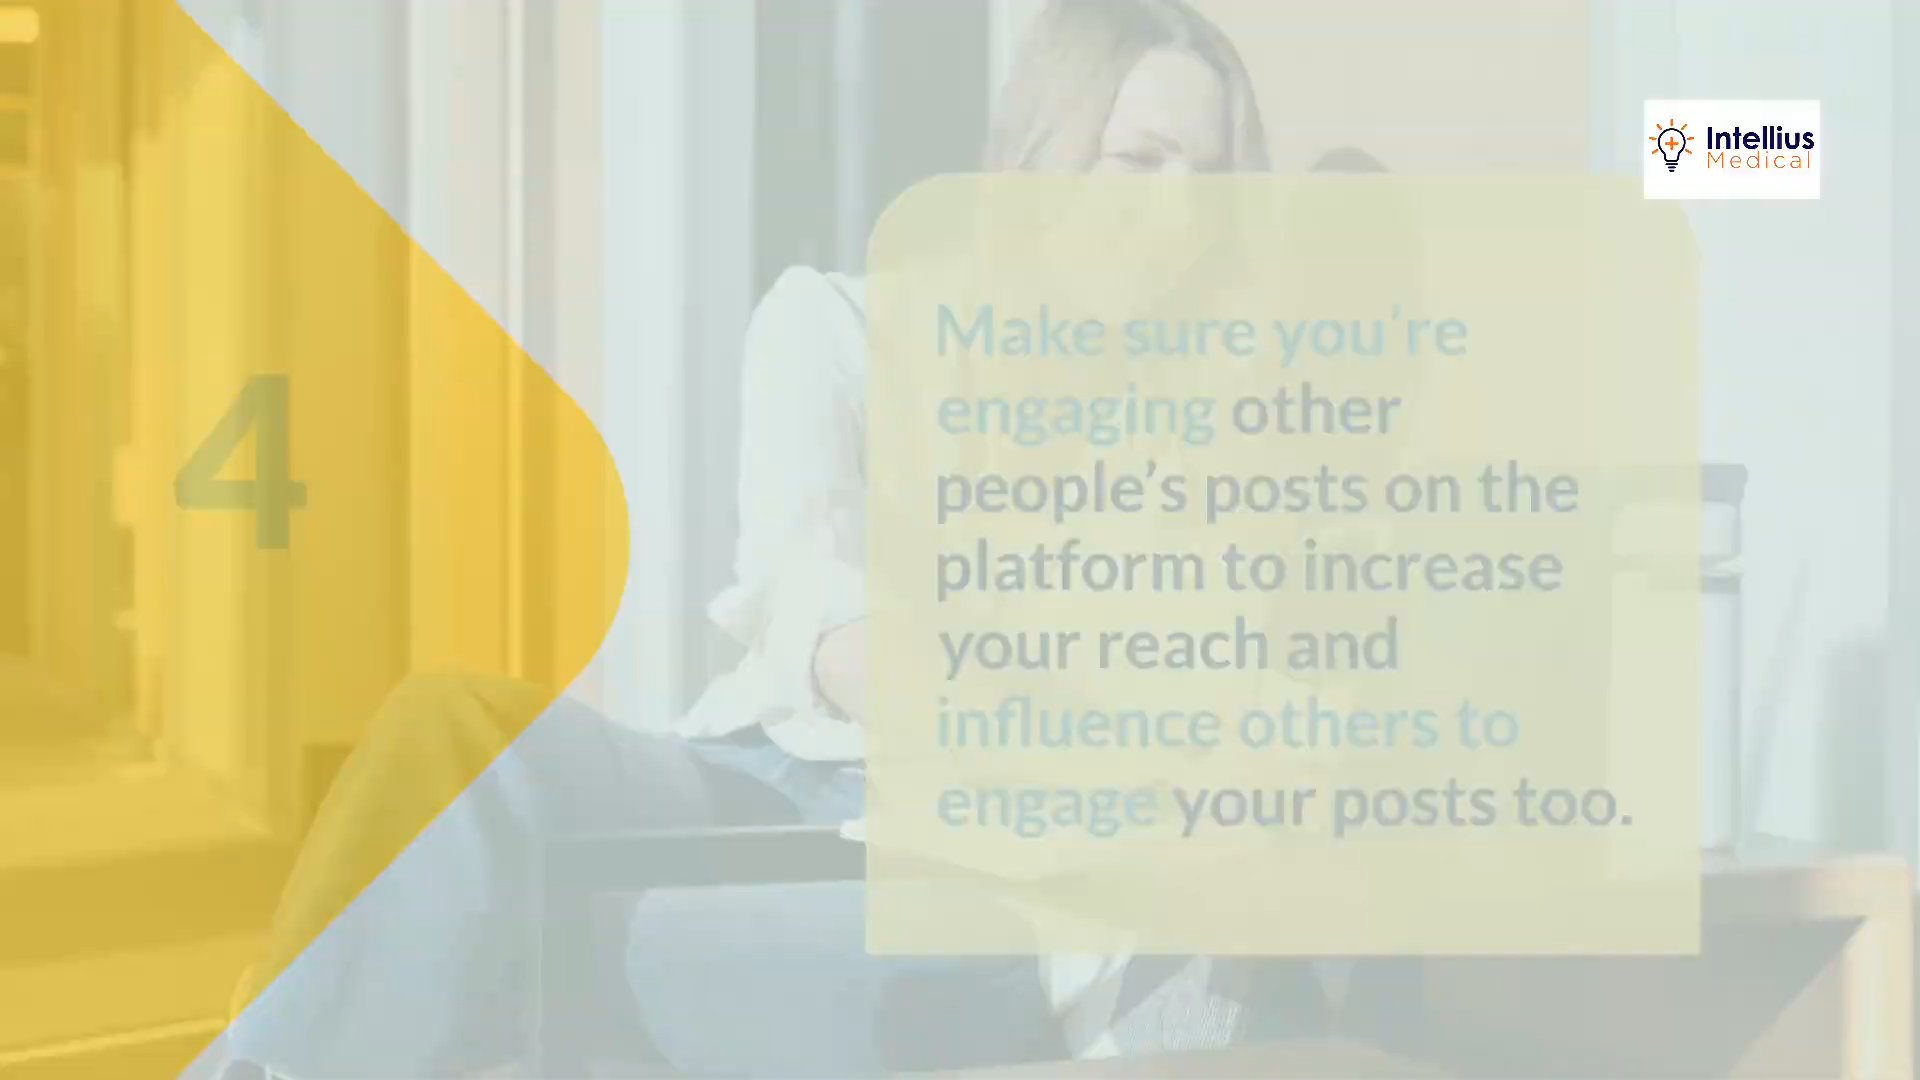 Intellius
Medical
4
Make sure you're
engaging other
people’s posts on the
platform to increase
your reach and
influence others to
engage your posts too.